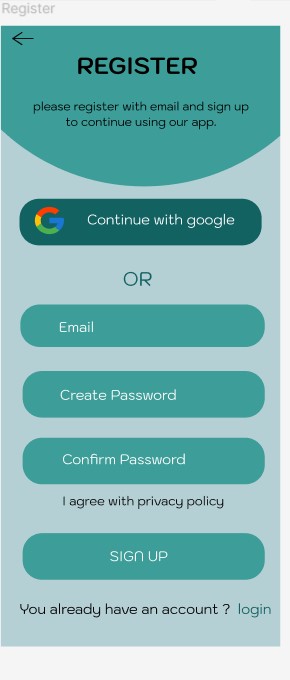 Register
REGISTER
please register with email and sign up
to continue using our app.
Continue with google
OR
Email
Create Password
Confirm Password
I agree with privacy policy
SIGN UP
You already have an account ? login